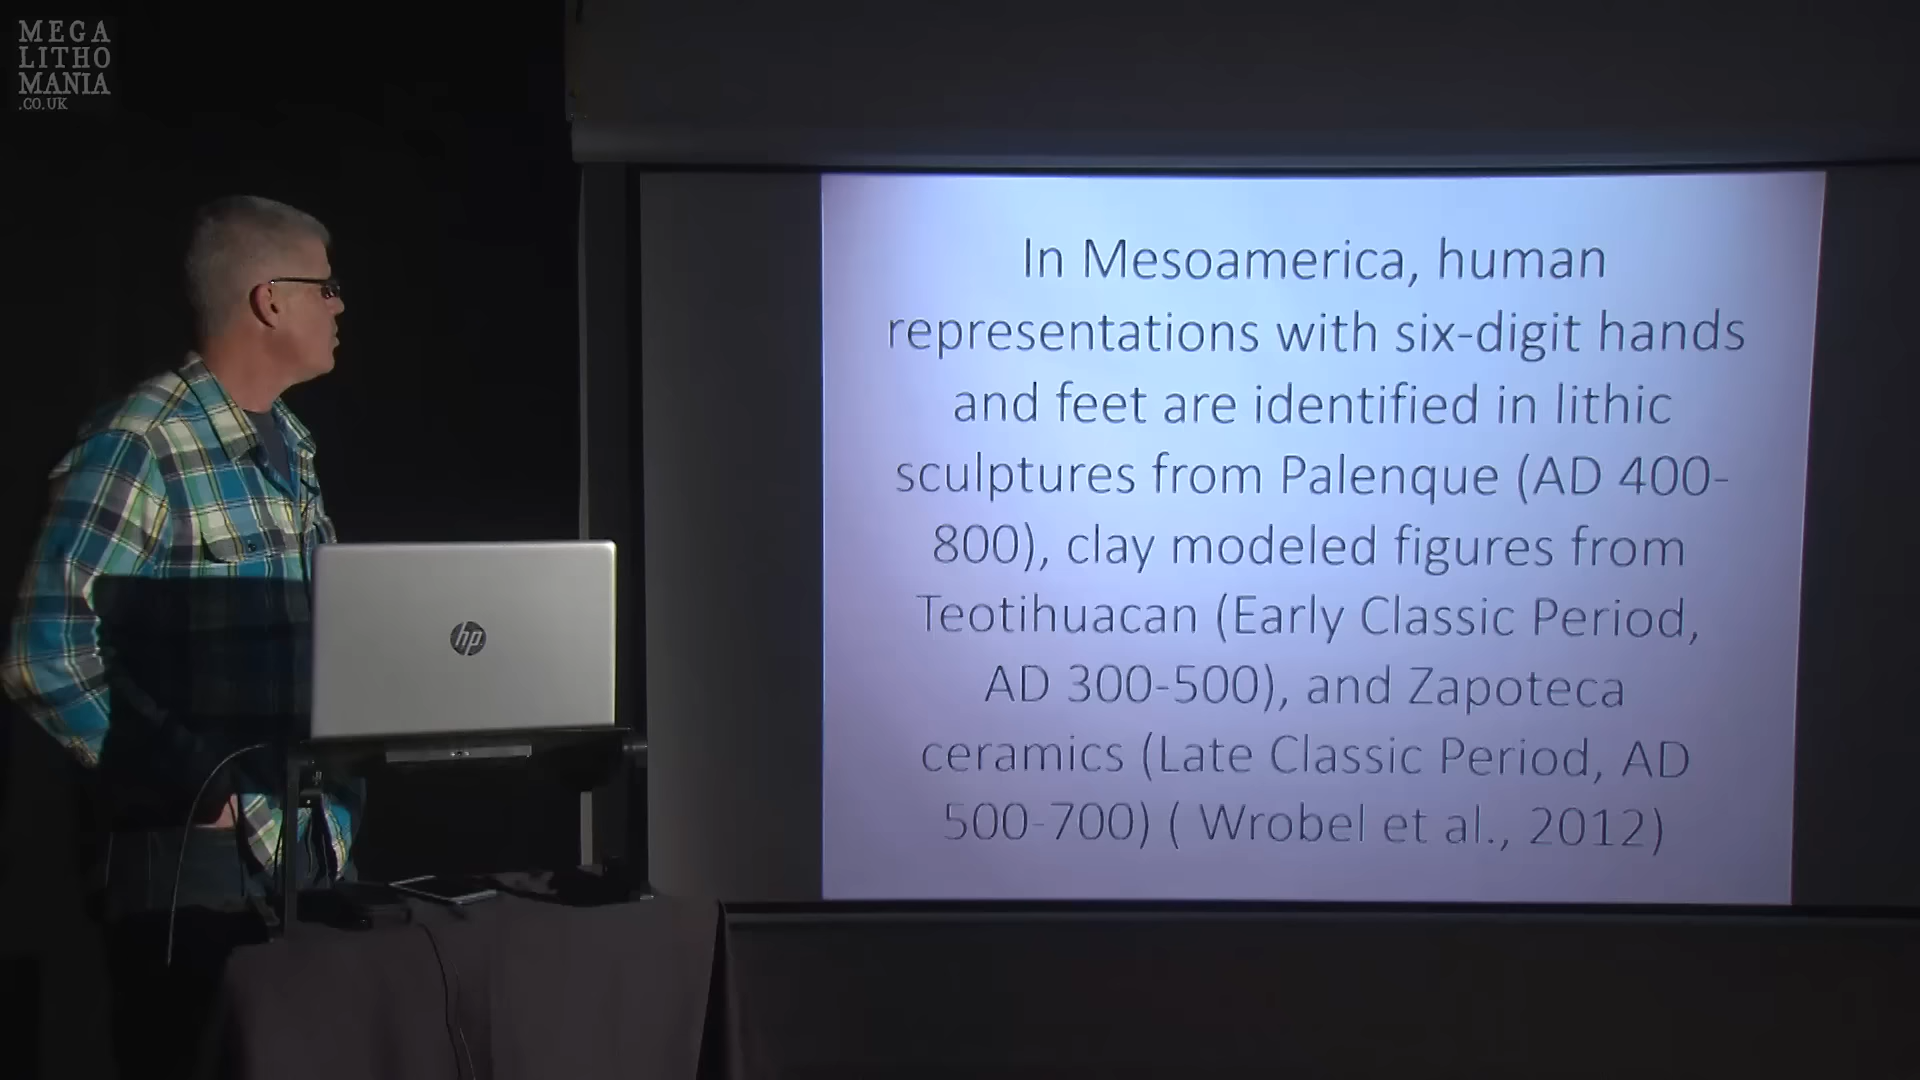 MEGA
LITHO
MANIA
.CO.UK
In Mesoamerica, human
representations with six-digit hands
and feet are identified in lithic
sculptures from Palenque (AD 400-
800), clay modeled figures from
Teotihuacan (Early Classic Period,
AD 300-500), and Zapoteca
ceramics (Late Classic Period, AD
500-700) ( Wrobel et al., 2012)
hp